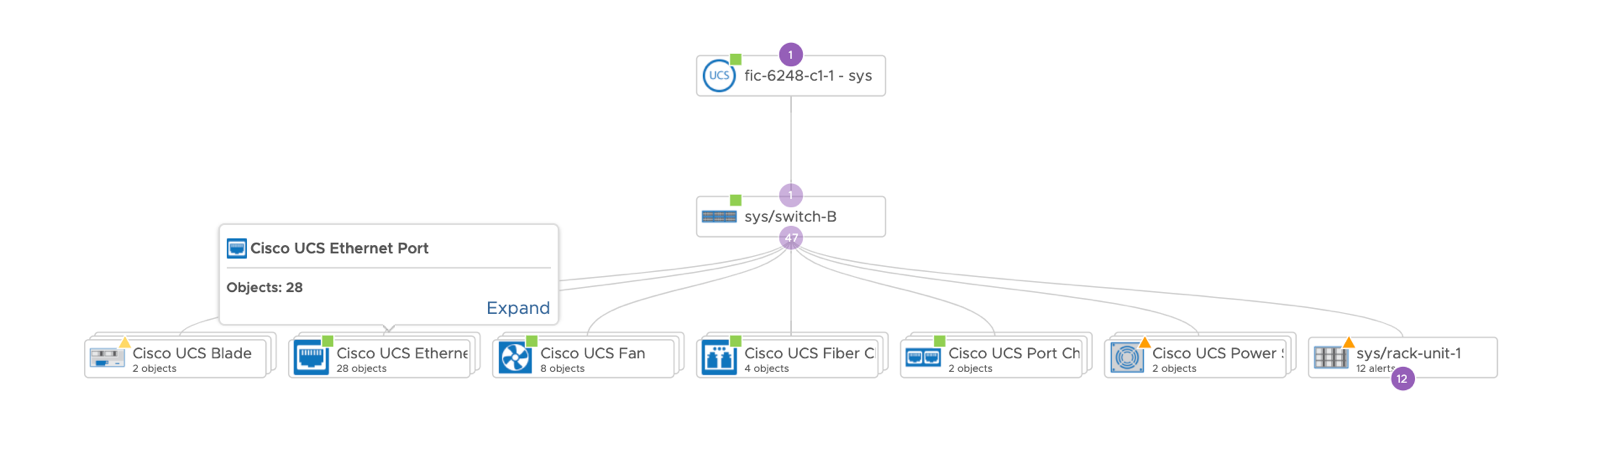 1
UCS
fic-6248-c1-1 - sys
1
sys/switch-B
47
Cisco UCS Ethernet Port
Objects: 28
Expand
Cisco UCS Blade
2 objects
Cisco UCS Etherne
28 objects
Cisco UCS Fan
8 objects
Cisco UCS Fiber C
4 objects
Cisco UCS Port Ch
2 objects
Cisco UCS Power
2 objects
sys/rack-unit-1
12 alerts
12